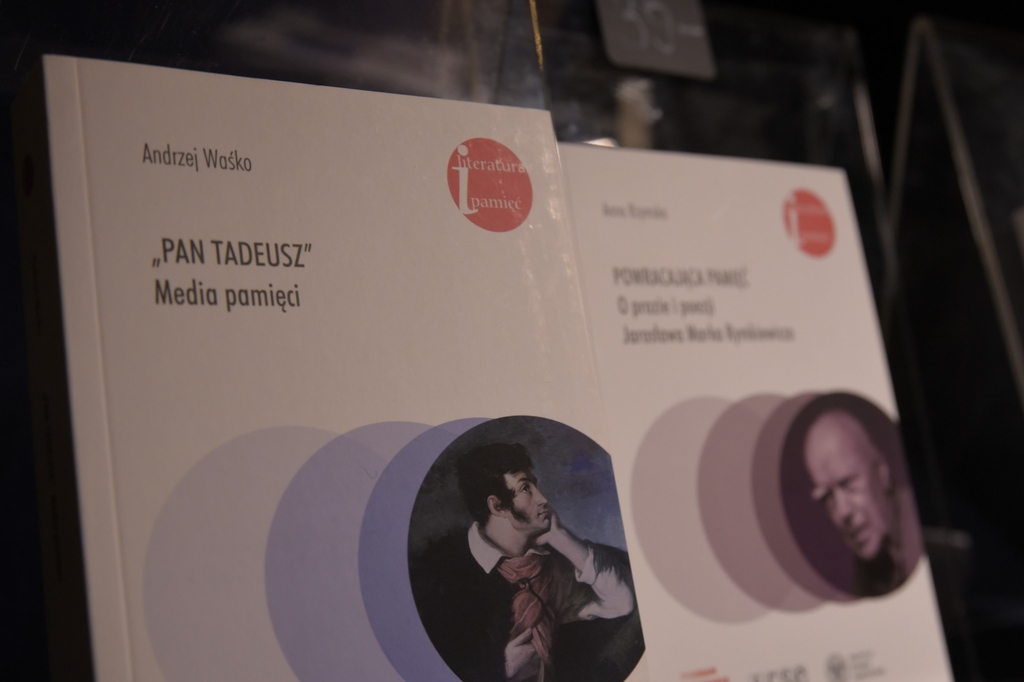 Andrzej Waśko
literatura
i pamięć
„PAN TADEUSZ”
Media pamięci
POWRACAJĄCA PAMIĘĆ
O prozie i poezji
Jarosława Marka Rymkiewicza